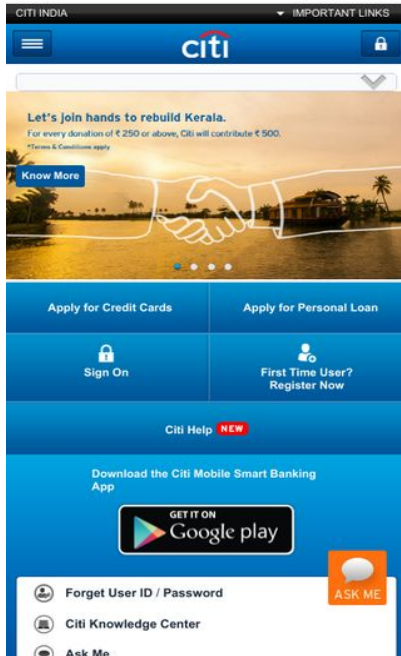 CITI INDIA
IMPORTANT LINKS
citi
Let's join hands to rebuild Kerala.
For every donation of ₹ 250 or above, Citi will contribute ₹ 500.
*Terms & Conditions apply
Know More
Apply for Credit Cards
Apply for Personal Loan
Sign On
First Time User?
Register Now
Citi Help NEW
Download the Citi Mobile Smart Banking
App
GET IT ON
Google play
ASK ME
Forget User ID / Password
Citi Knowledge Center
Ask Me